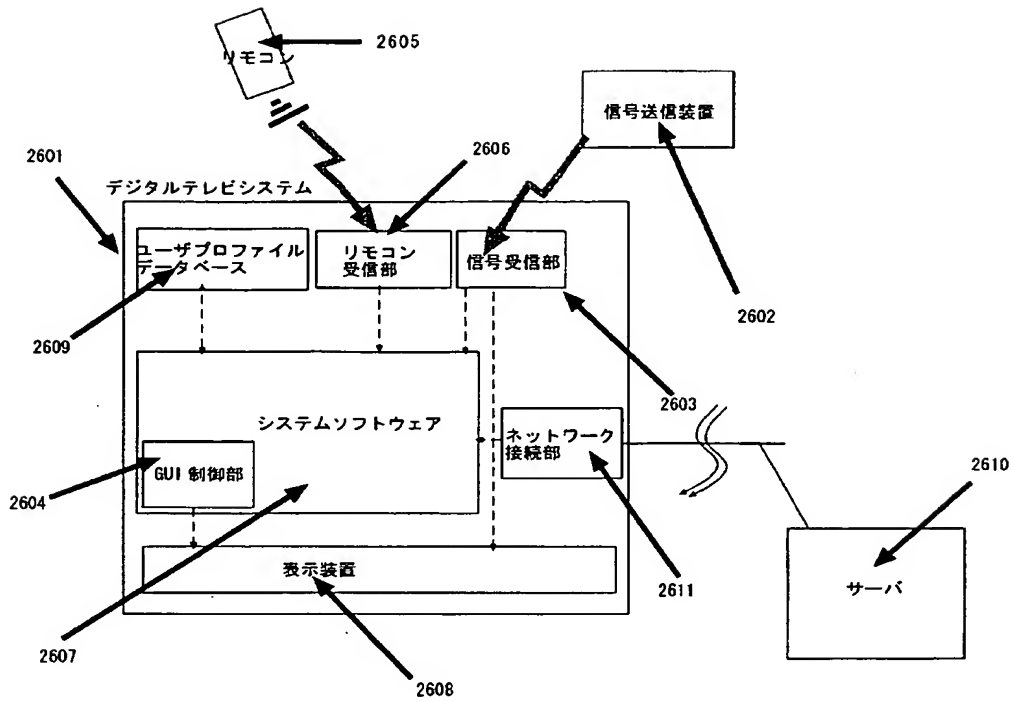 リモコン
2605
信号送信装置
2601
2606
デジタルテレビシステム
ユーザプロファイル
データベース
リモコン
受信部
信号受信部
2602
2609
2603
システムソフトウェア
ネットワーク
接続部
GUI 制御部
2604
2610
表示装置
2611
サーバ
2607
2608